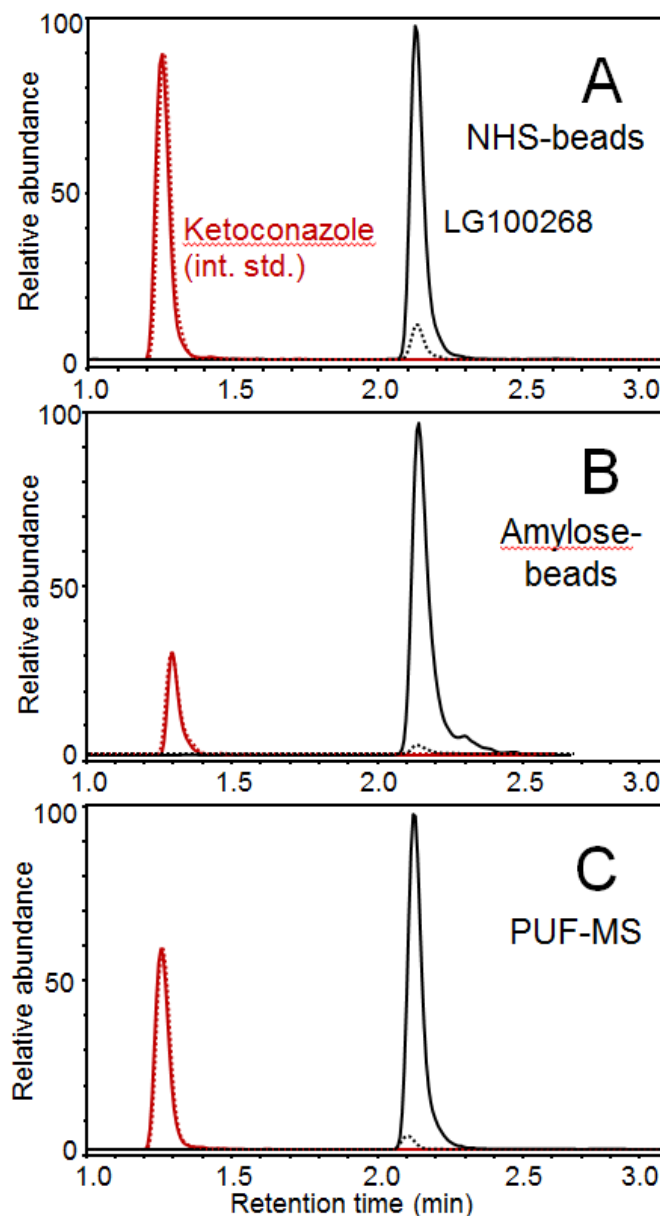 100
A
NHS-beads
Relative abundance
50
Ketoconazole
(int. std.)
LG100268
0
1.0 1.5 2.0 2.5 3.0
100
B
Amylose-
beads
Relative abundance
50
0
1.0 1.5 2.0 2.5 3.0
100
C
PUF-MS
Relative abundance
50
0
1.0 1.5 2.0 2.5 3.0
Retention time (min)